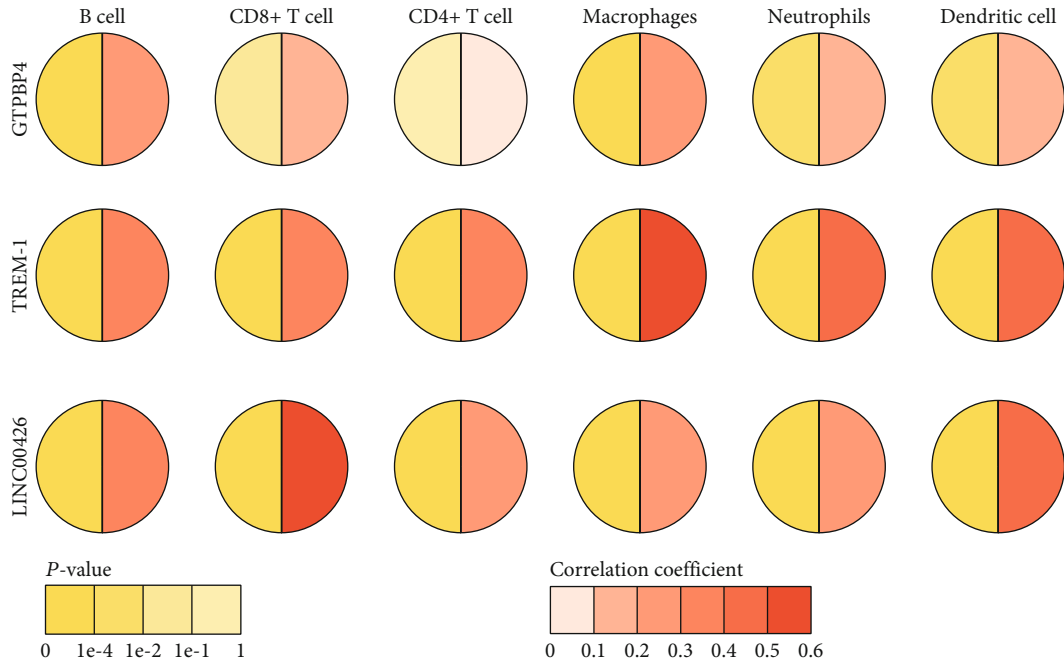 B cell CD8+ T cell CD4+ T cell Macrophages Neutrophils Dendritic cell
GTPBP4
TREM-1
LINC00426
P-value
0 1e-4 1e-2 1e-1 1
Correlation coefficient
0 0.1 0.2 0.3 0.4 0.5 0.6